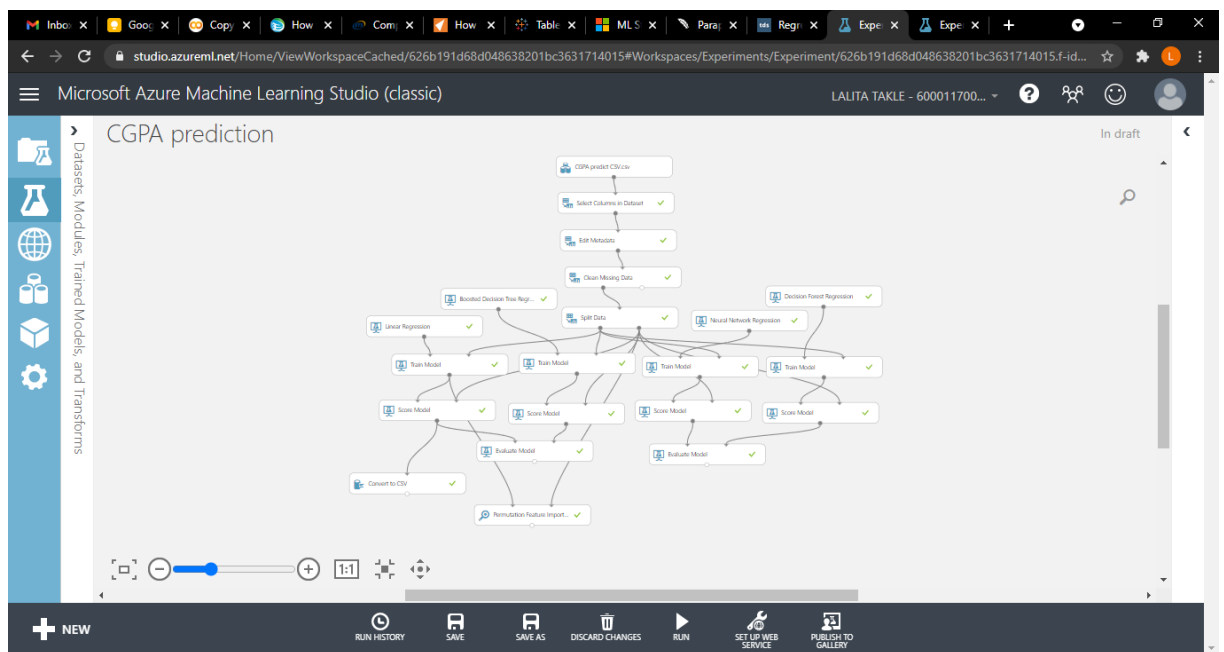 Inbo Goog Copy How Com How Table ML S Para Regr Expe Expe
studio.azureml.net/Home/ViewWorkspaceCached/626b191d68d048638201bc3631714015#Workspaces/Experiments/Experiment/626b191d68d048638201bc3631714015.f-id...
Microsoft Azure Machine Learning Studio (classic)
LALITA TAKLE - 600011700...
Datasets, Modules, Trained Models, and Transforms
CGPA prediction
In draft
CGPA predict CSV.csv
Select Columns in Dataset
Edit Metadata
Clean Missing Data
Boosted Decision Tree Regr...
Decision Forest Regression
Linear Regression
Split Data
Neural Network Regression
Train Model
Train Model
Train Model
Train Model
Score Model
Score Model
Score Model
Score Model
Evaluate Model
Evaluate Model
Convert to CSV
Permutation Feature Import...
1:1
NEW
RUN HISTORY
SAVE
SAVE AS
DISCARD CHANGES
RUN
SET UP WEB
SERVICE
PUBLISH TO
GALLERY